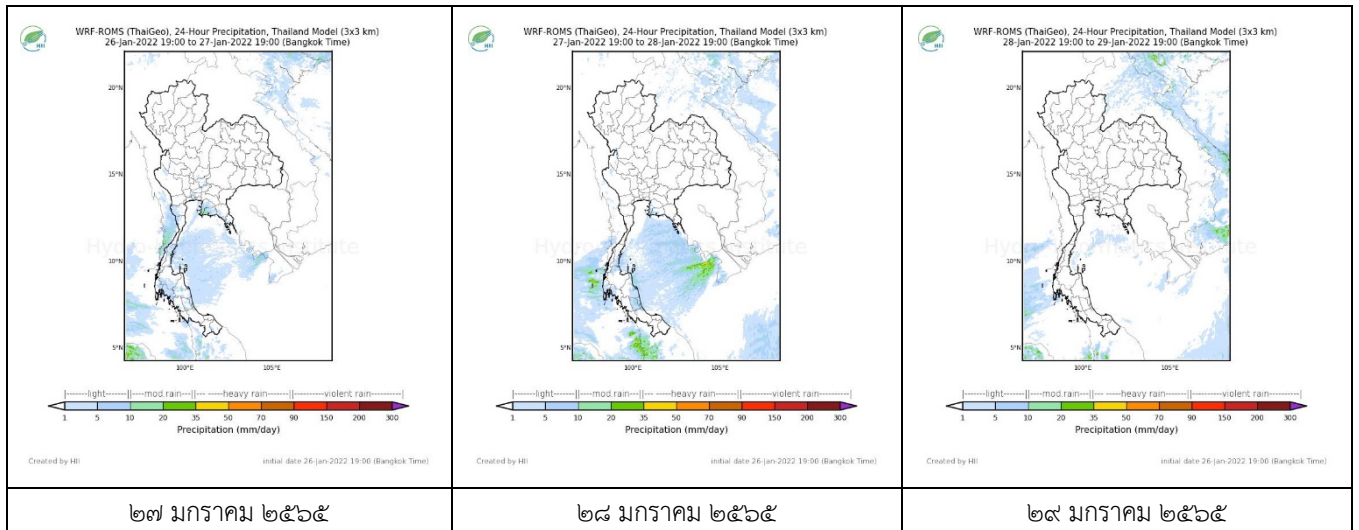 HII
WRF-ROMS (ThaiGeo), 24-Hour Precipitation, Thailand Model (3x3 km)
26-Jan-2022 19:00 to 27-Jan-2022 19:00 (Bangkok Time)
20°N
15°N
10°N
5°N
100°E 105°E
|-------light------||----mod.rain---||---- ----heavy rain------||-------violent rain-------|
1 5 10 20 35 50 70 90 150 200 300
Precipitation (mm/day)
Created by HII initial date 26-Jan-2022 19:00 (Bangkok Time)
๒๗ มกราคม ๒๕๖๕
HII
WRF-ROMS (ThaiGeo), 24-Hour Precipitation, Thailand Model (3x3 km)
27-Jan-2022 19:00 to 28-Jan-2022 19:00 (Bangkok Time)
20°N
15°N
10°N
5°N
100°E 105°E
|-------light------||----mod.rain---||---- ----heavy rain------||-------violent rain-------|
1 5 10 20 35 50 70 90 150 200 300
Precipitation (mm/day)
Created by HII initial date 26-Jan-2022 19:00 (Bangkok Time)
๒๘ มกราคม ๒๕๖๕
HII
WRF-ROMS (ThaiGeo), 24-Hour Precipitation, Thailand Model (3x3 km)
28-Jan-2022 19:00 to 29-Jan-2022 19:00 (Bangkok Time)
20°N
15°N
10°N
5°N
100°E 105°E
|-------light------||----mod.rain---||---- ----heavy rain------||-------violent rain-------|
1 5 10 20 35 50 70 90 150 200 300
Precipitation (mm/day)
Created by HII initial date 26-Jan-2022 19:00 (Bangkok Time)
๒๙ มกราคม ๒๕๖๕